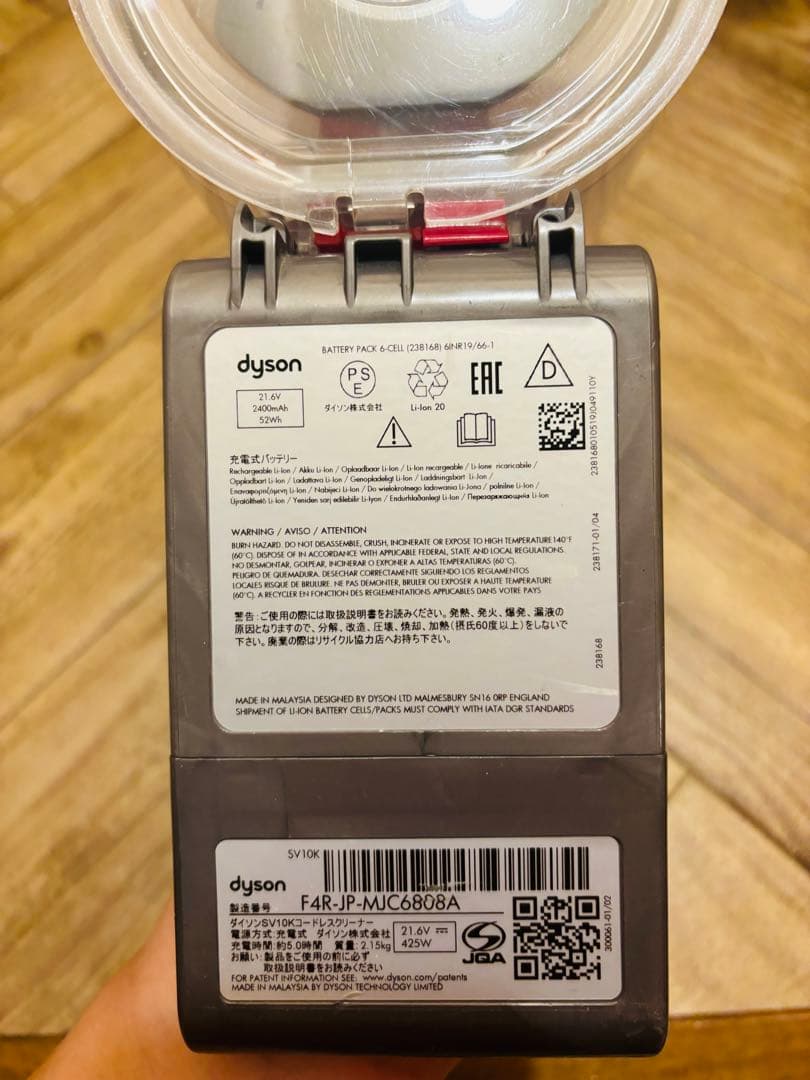 BATTERY PACK 6-CELL (238168) 6INR19/66-1
dyson
21.6V
2400mAh
52Wh
PSE
ダイソン株式会社
Li-Ion 20
EAC
D
238168010519J049110Y
充電式バッテリー
Rechargeable Li-Ion / Akku Li-Ion / Oplaadbaar Li-Ion / Li-Ion recargeable / Li-Ione ricaricabile /
Oppladbart Li-Ion / Ladattava Li-Ion / Genopladeligt Li-Ion / Laddningsbart Li-Ion /
Επαναφορτιζόμενη Li-Ion / Nabíjecí Li-Ion / Do wielokrotnego ładowania Li-Jona / polnilne Li-Ion /
Újratölthető Li-Ion / Yeniden sarj edilebilir Li-Iyon / Endurhlaðanlegt Li-Ion / Перезаряжающийся Li-Ion
WARNING / AVISO / ATTENTION
BURN HAZARD. DO NOT DISASSEMBLE, CRUSH, INCINERATE OR EXPOSE TO HIGH TEMPERATURE 140°F
(60°C). DISPOSE OF IN ACCORDANCE WITH APPLICABLE FEDERAL, STATE AND LOCAL REGULATIONS.
NO DESMONTAR, GOLPEAR, INCINERAR O EXPONER A ALTAS TEMPERATURAS (60°C).
PELIGRO DE QUEMADURA. DESECHAR CORRECTAMENTE SIGUIENDO LOS REGLAMENTOS
LOCALES RISQUE DE BRULURE. NE PAS DEMONTER, BRULER OU EXPOSER A HAUTE TEMPERATURE
(60°C). A RECYCLER EN FONCTION DES REGLEMENTATIONS APPLICABLES DANS VOTRE PAYS
警告:ご使用の際には取扱説明書をお読みください。発熱、発火、爆発、漏液の
原因となりますので、分解、改造、圧壊、焼却、加熱(摂氏60度以上)をしないで
下さい。廃棄の際はリサイクル協力店へお持ち下さい。
238171-01/04
238168
MADE IN MALAYSIA DESIGNED BY DYSON LTD MALMESBURY SN16 0RP ENGLAND
SHIPMENT OF LI-ION BATTERY CELLS/PACKS MUST COMPLY WITH IATA DGR STANDARDS
SV10K
dyson
製造番号 F4R-JP-MJC6808A
ダイソンSV10Kコードレスクリーナー
電源方式:充電式 ダイソン株式会社
充電時間:約5.0時間 質量:2.15kg
21.6V
425W
JQA
お願い:製品をご使用の前に必ず
取扱説明書をお読みください
FOR PATENT INFORMATION SEE: www.dyson.com/patents
MADE IN MALAYSIA BY DYSON TECHNOLOGY LIMITED
300061-01/02